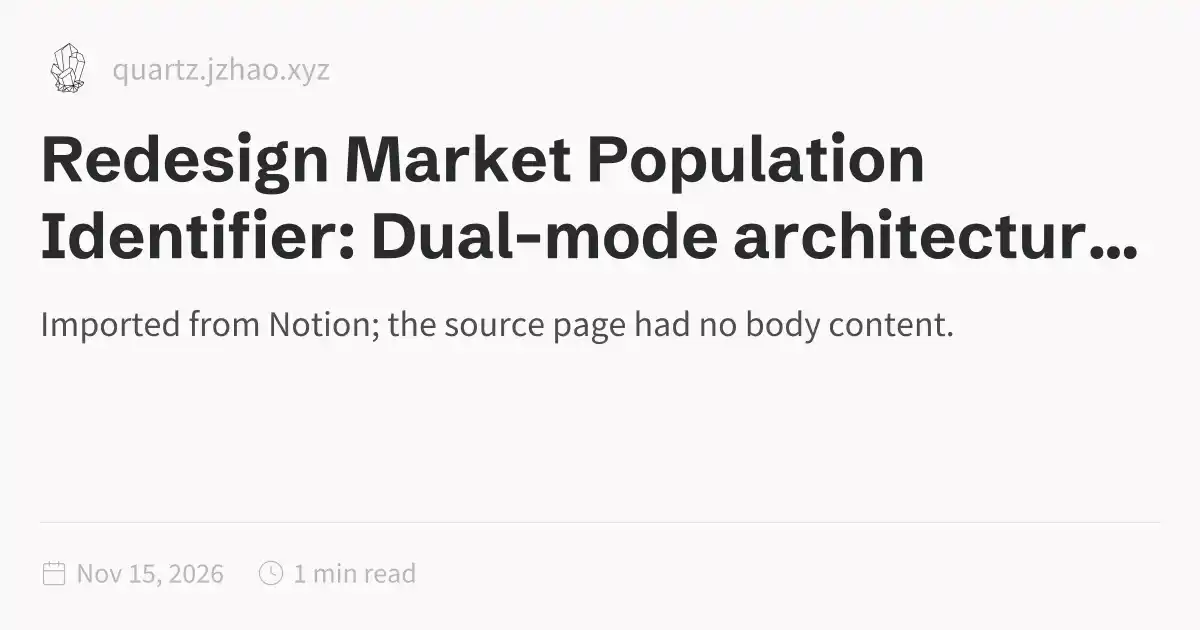 quartz.jzhao.xyz
Redesign Market Population
Identifier: Dual-mode architectur...
Imported from Notion; the source page had no body content.
Nov 15, 2026 1 min read